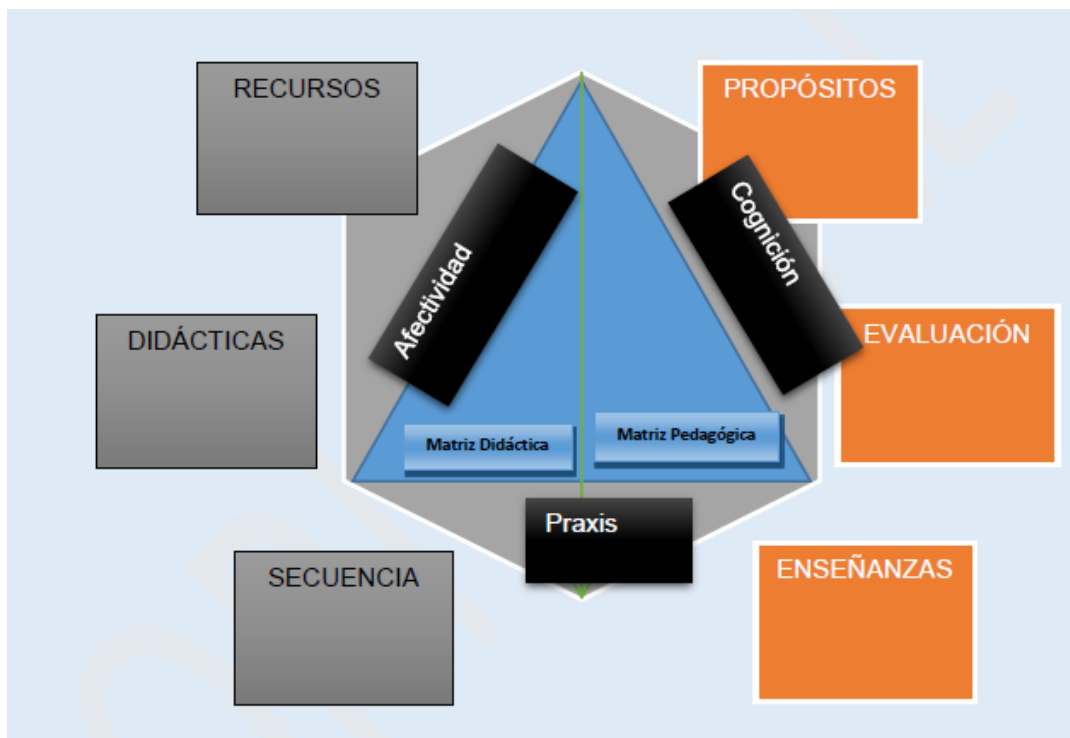 RECURSOS
PROPÓSITOS
Afectividad
Cognición
DIDÁCTICAS
EVALUACIÓN
Matriz Didáctica
Matriz Pedagógica
Praxis
SECUENCIA
ENSEÑANZAS